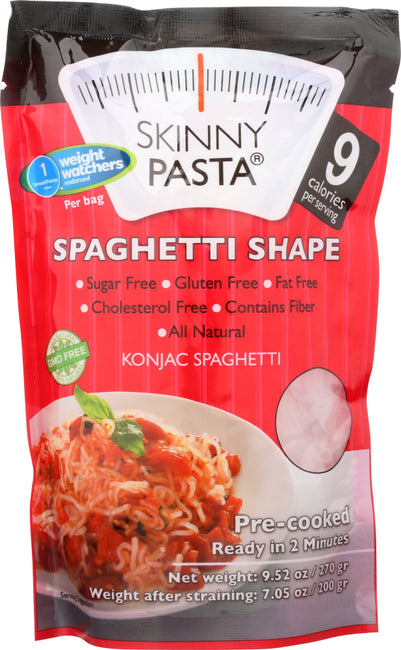 SKINNY
PASTA®
1
SmartPoints
value
weight
watchers
endorsed
Per bag
9
calories
per serving
SPAGHETTI SHAPE
• Sugar Free • Gluten Free • Fat Free
• Cholesterol Free • Contains Fiber
• All Natural
KONJAC SPAGHETTI
GMO FREE
Pre-cooked
Ready in 2 Minutes
Net weight: 9.52 oz / 270 gr
Weight after straining: 7.05 oz / 200 gr
Serving Suggestion